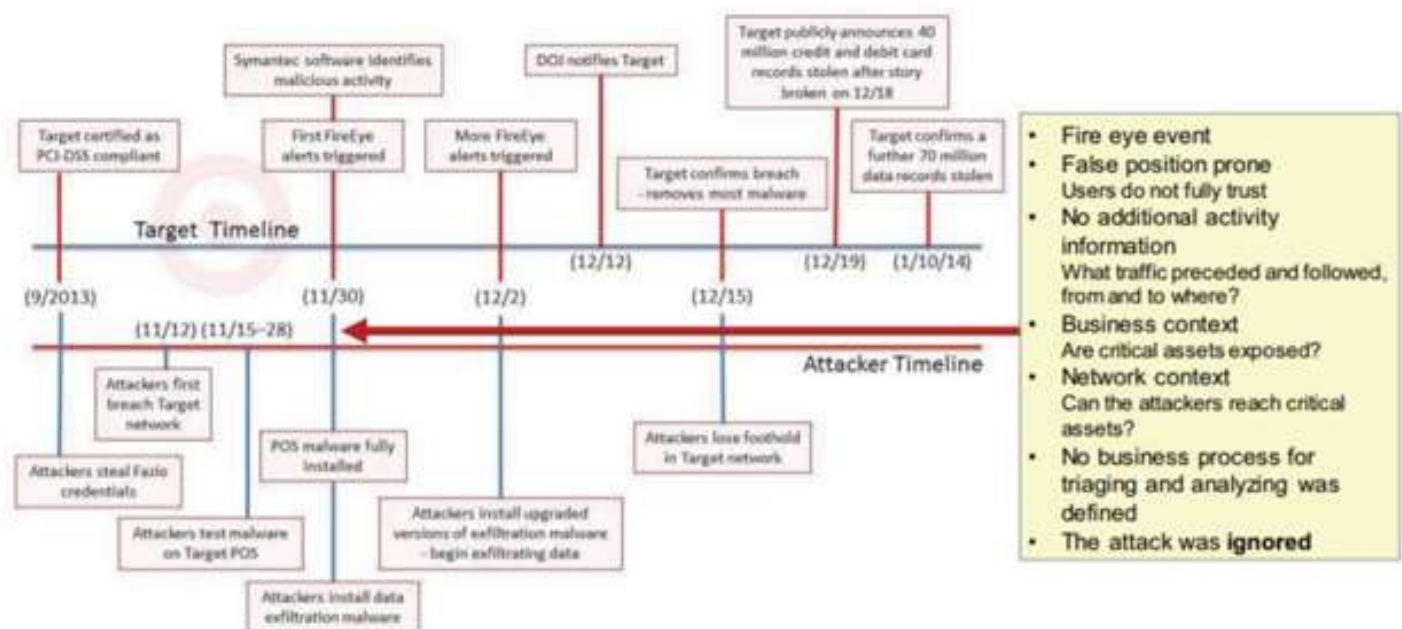 Symantec software identifies
malicious activity
DOJ notifies Target
Target publicly announces 40
million credit and debit card
records stolen after story
broken on 12/18
Target certified as
PCI-DSS compliant
First FireEye
alerts triggered
More FireEye
alerts triggered
Target confirms breach
- removes most malware
Target confirms a
further 70 million
data records stolen
Target Timeline
(12/12)
(12/19)
(1/10/14)
(9/2013)
(11/30)
(12/2)
(12/15)
(11/12) (11/15–28)
Attacker Timeline
Attackers first
breach Target
network
Attackers steal Fazio
credentials
Attackers test malware
on Target POS
POS malware fully
installed
Attackers install data
exfiltration malware
Attackers install upgraded
versions of exfiltration malware
- begin exfiltrating data
Attackers lose foothold
in Target network
• Fire eye event
• False position prone
Users do not fully trust
• No additional activity
information
What traffic preceded and followed,
from and to where?
• Business context
Are critical assets exposed?
• Network context
Can the attackers reach critical
assets?
• No business process for
triaging and analyzing was
defined
• The attack was ignored